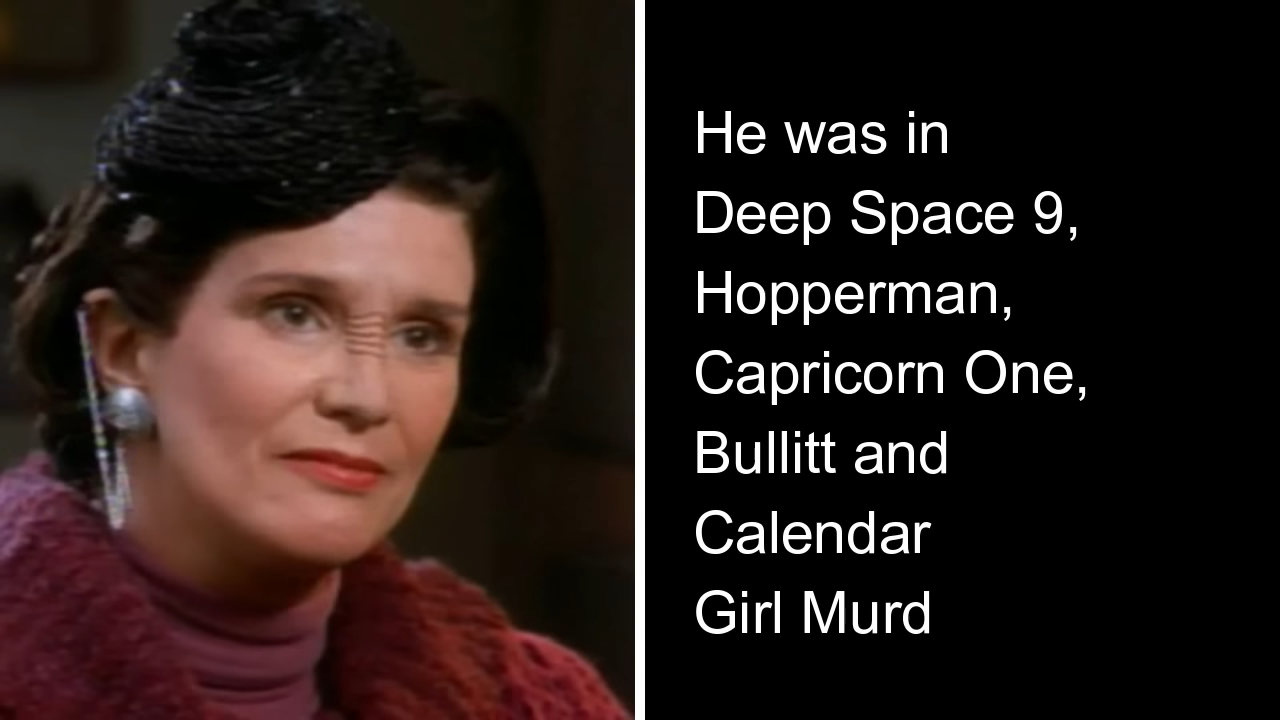 He was in
Deep Space 9,
Hopperman,
Capricorn One,
Bullitt and
Calendar
Girl Murd